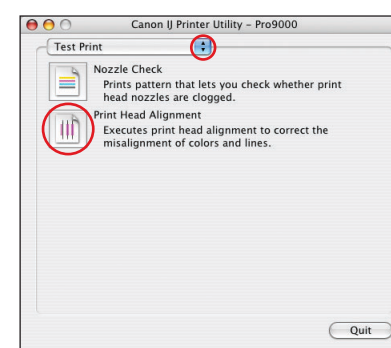 Canon IJ Printer Utility – Pro9000
Test Print
Nozzle Check
Prints pattern that lets you check whether print
head nozzles are clogged.
Print Head Alignment
Executes print head alignment to correct the
misalignment of colors and lines.
Quit